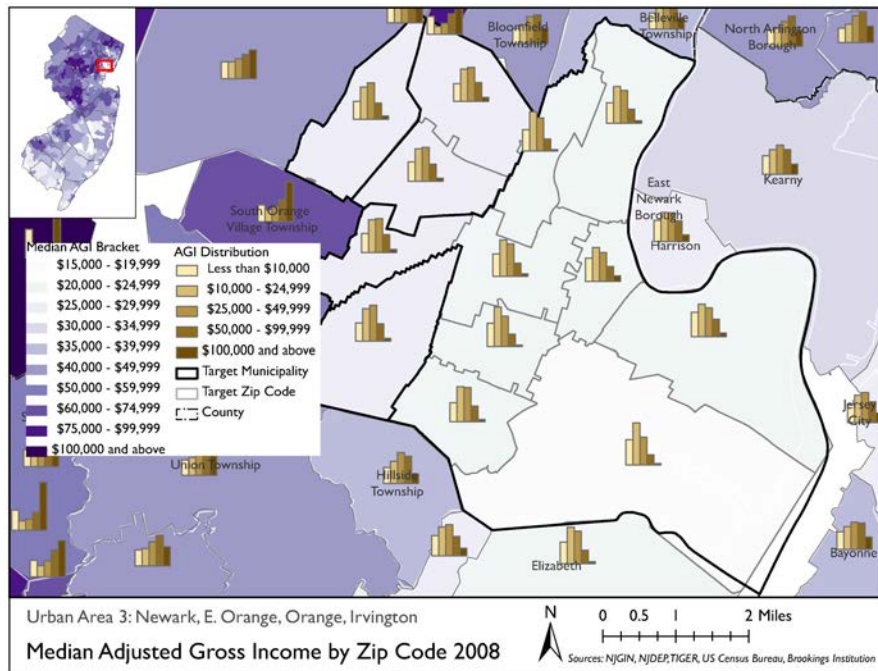 Bloomfield
Township
Belleville
Township
North Arlington
Borough
East
Newark
Borough
Kearny
Harrison
South Orange
Village Township
Median AGI Bracket
$15,000 - $19,999
$20,000 - $24,999
$25,000 - $29,999
$30,000 - $34,999
$35,000 - $39,999
$40,000 - $49,999
$50,000 - $59,999
$60,000 - $74,999
$75,000 - $99,999
$100,000 and above
AGI Distribution
Less than $10,000
$10,000 - $24,999
$25,000 - $49,999
$50,000 - $99,999
$100,000 and above
Target Municipality
Target Zip Code
County
Jersey
City
Union Township
Hillside
Township
Elizabeth
Bayonne
Urban Area 3: Newark, E. Orange, Orange, Irvington
Median Adjusted Gross Income by Zip Code 2008
N
0 0.5 1 2 Miles
Sources: NJGIN, NJDEP,TIGER, US Census Bureau, Brookings Institution